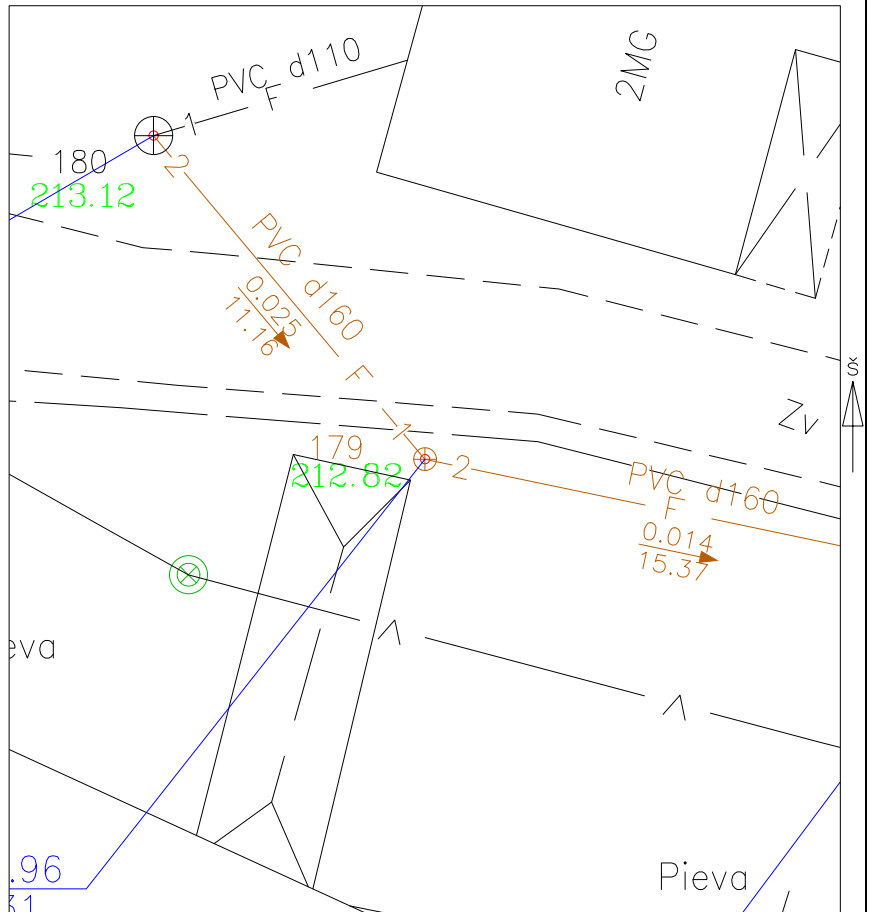 PVC d110
F
1
2MG
180
213.12
2
PVC d160
0.025
11.16
F
š
1
Zv
179
212.82
2
PVC d160
F
0.014
15.37
eva
Λ
Λ
.96
31
Pieva